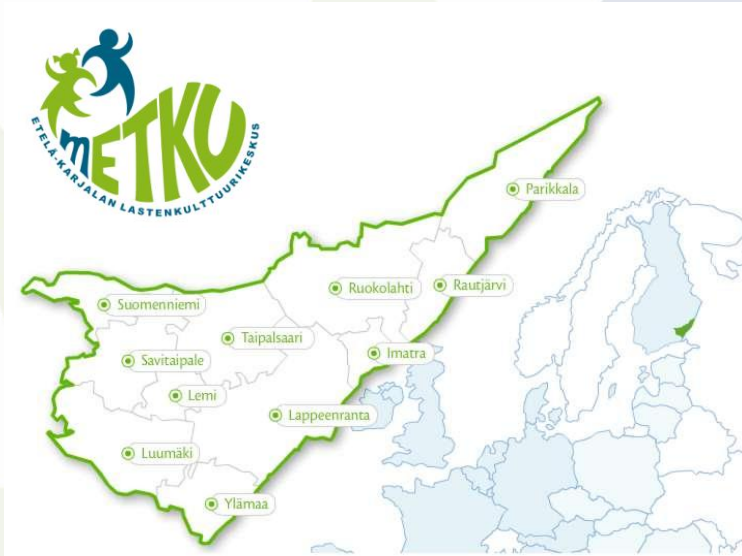 mETKU
ETELÄ-KARJALAN LASTENKULTTUURIKESKUS
Parikkala
Ruokolahti
Rautjärvi
Suomenniemi
Taipalsaari
Imatra
Savitaipale
Lemi
Lappeenranta
Luumäki
Ylämaa